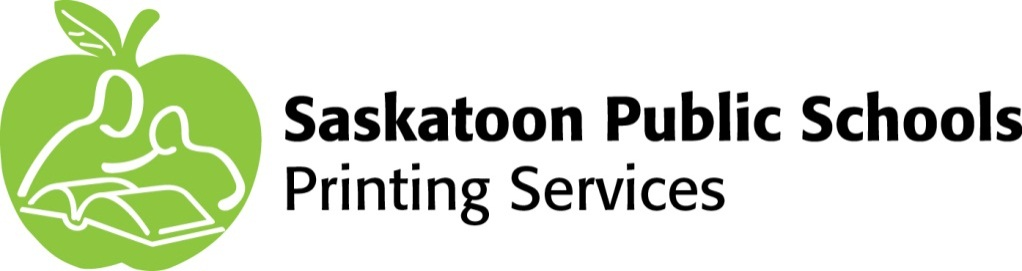 Saskatoon Public Schools
Printing Services